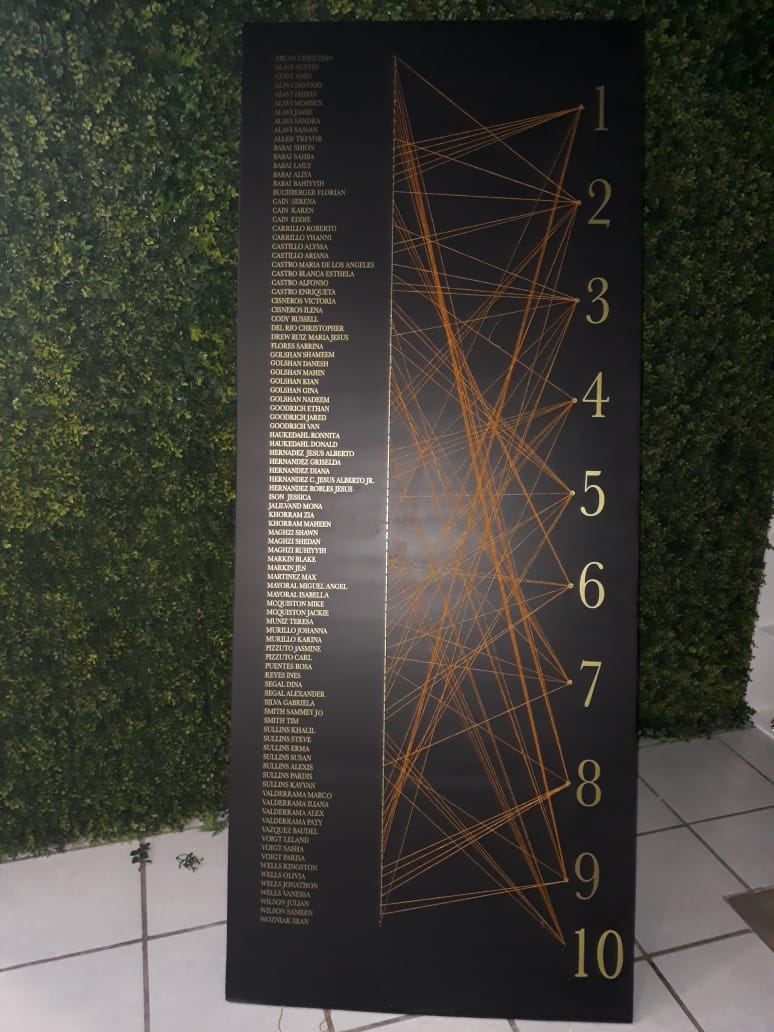 ABGAN CHRISTIAN
ALAVI AUSTIN
ALAVI AMIN
ALAVI DAVOOD
ALAVI SHIRIN
ALAVI MOHSEN
ALAVI JAMIE
ALAVI SANDRA
ALAVI SASSAN
ALLEN TREVOR
BABAI SHION
BABAI SAHBA
BABAI LAILY
BABAI ALIYA
BABAI BAHIYYIH
BUCHBERGER FLORIAN
CAIN SERENA
CAIN KAREN
CAIN EDDIE
CARRILLO ROBERTO
CARRILLO YHANNI
CASTILLO ALYSSA
CASTILLO ARIANA
CASTRO MARIA DE LOS ANGELES
CASTRO BLANCA ESTHELA
CASTRO ALFONSO
CASTRO ENRIQUETA
CISNEROS VICTORIA
CISNEROS ILENA
CODY RUSSELL
DEL RIO CHRISTOPHER
DREW RUIZ MARIA JESUS
FLORES SABRINA
GOLSHAN SHAMEEM
GOLSHAN DANESH
GOLSHAN MAHIN
GOLSHAN KIAN
GOLSHAN GINA
GOLSHAN NADEEM
GOODRICH ETHAN
GOODRICH JARED
GOODRICH VAN
HAUKEDAHL RONNITA
HAUKEDAHL DONALD
HERNADEZ JESUS ALBERTO
HERNANDEZ GRISELDA
HERNANDEZ DIANA
HERNANDEZ C. JESUS ALBERTO JR.
HERNANDEZ ROBLES JESUS
ISON JESSICA
JALILVAND MONA
KHORRAM ZIA
KHORRAM MAHEEN
MAGHZI SHAWN
MAGHZI SHEDAN
MAGHZI RUHIYYIH
MARKIN BLAKE
MARKIN JEN
MARTINEZ MAX
MAYORAL MIGUEL ANGEL
MAYORAL ISABELLA
MCQUISTON MIKE
MCQUISTON JACKIE
MUNIZ TERESA
MURILLO JOHANNA
MURILLO KARINA
PIZZUTO JASMINE
PIZZUTO CARL
PUENTES ROSA
REYES INES
SEGAL DINA
SEGAL ALEXANDER
SILVA GABRIELA
SMITH SAMMEY JO
SMITH TIM
SULLINS KHALIL
SULLINS STEVE
SULLINS ERMA
SULLINS SUSAN
SULLINS ALEXIS
SULLINS PARDIS
SULLINS KAYVAN
VALDERRAMA MARCO
VALDERRAMA ILIANA
VALDERRAMA ALEX
VALDERRAMA PATY
VAZQUEZ BAUDEL
VOIGT LELAND
VOIGT SASHA
VOIGT PARISA
WELLS KINGSTON
WELLS OLIVIA
WELLS JONATHON
WELLS VANESSA
WILSON JULIAN
WILSON SAMEEN
WOZNIAK SEAN
1
2
3
4
5
6
7
8
9
10